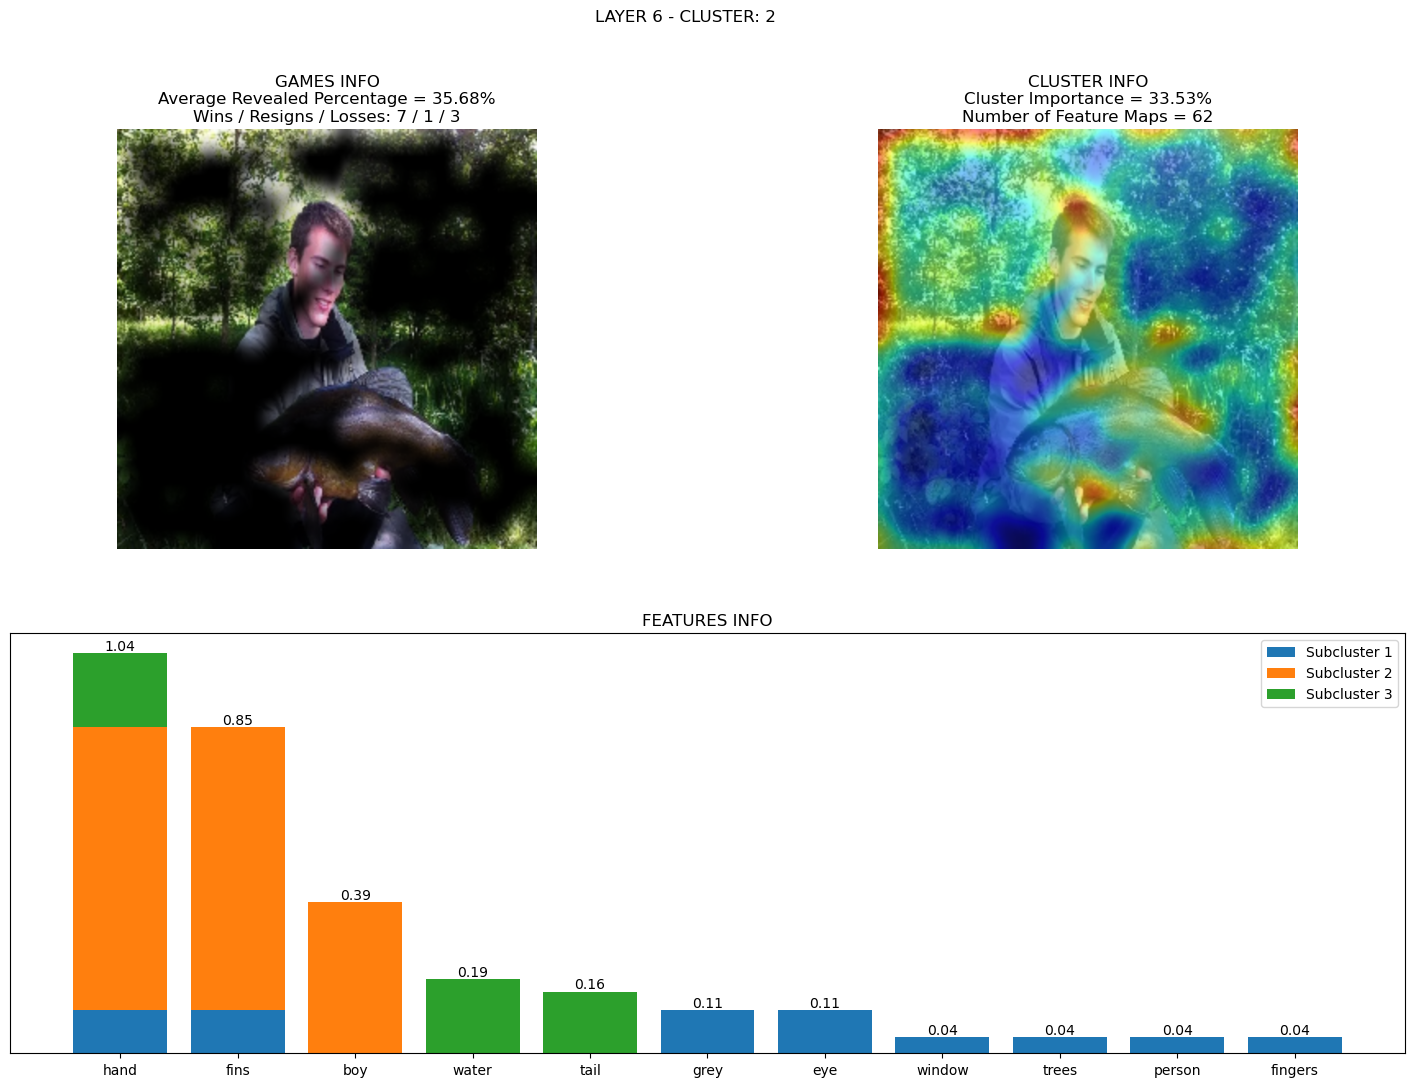 LAYER 6 - CLUSTER: 2
GAMES INFO
Average Revealed Percentage = 35.68%
Wins / Resigns / Losses: 7 / 1 / 3
CLUSTER INFO
Cluster Importance = 33.53%
Number of Feature Maps = 62
FEATURES INFO
1.04
0.85
0.39
0.19
0.16
0.11
0.11
0.04
0.04
0.04
0.04
Subcluster 1
Subcluster 2
Subcluster 3
hand
fins
boy
water
tail
grey
eye
window
trees
person
fingers